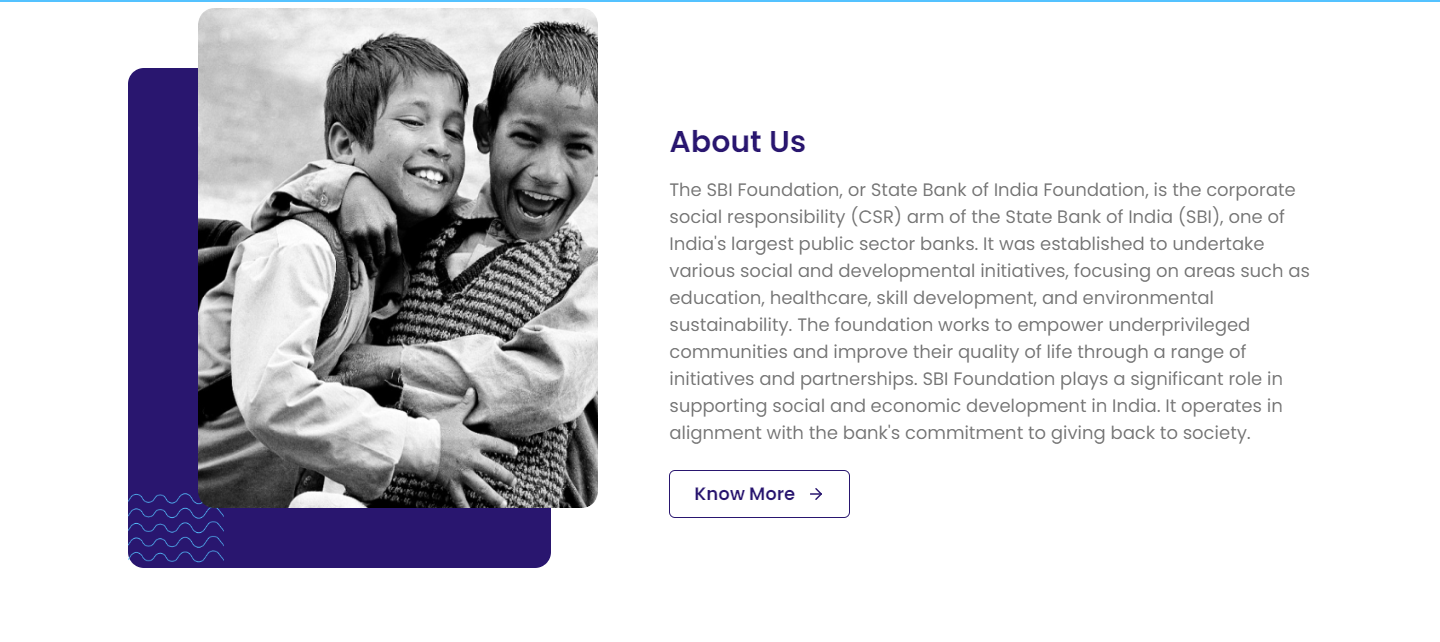 About Us
The SBI Foundation, or State Bank of India Foundation, is the corporate
social responsibility (CSR) arm of the State Bank of India (SBI), one of
India's largest public sector banks. It was established to undertake
various social and developmental initiatives, focusing on areas such as
education, healthcare, skill development, and environmental
sustainability. The foundation works to empower underprivileged
communities and improve their quality of life through a range of
initiatives and partnerships. SBI Foundation plays a significant role in
supporting social and economic development in India. It operates in
alignment with the bank's commitment to giving back to society.
Know More